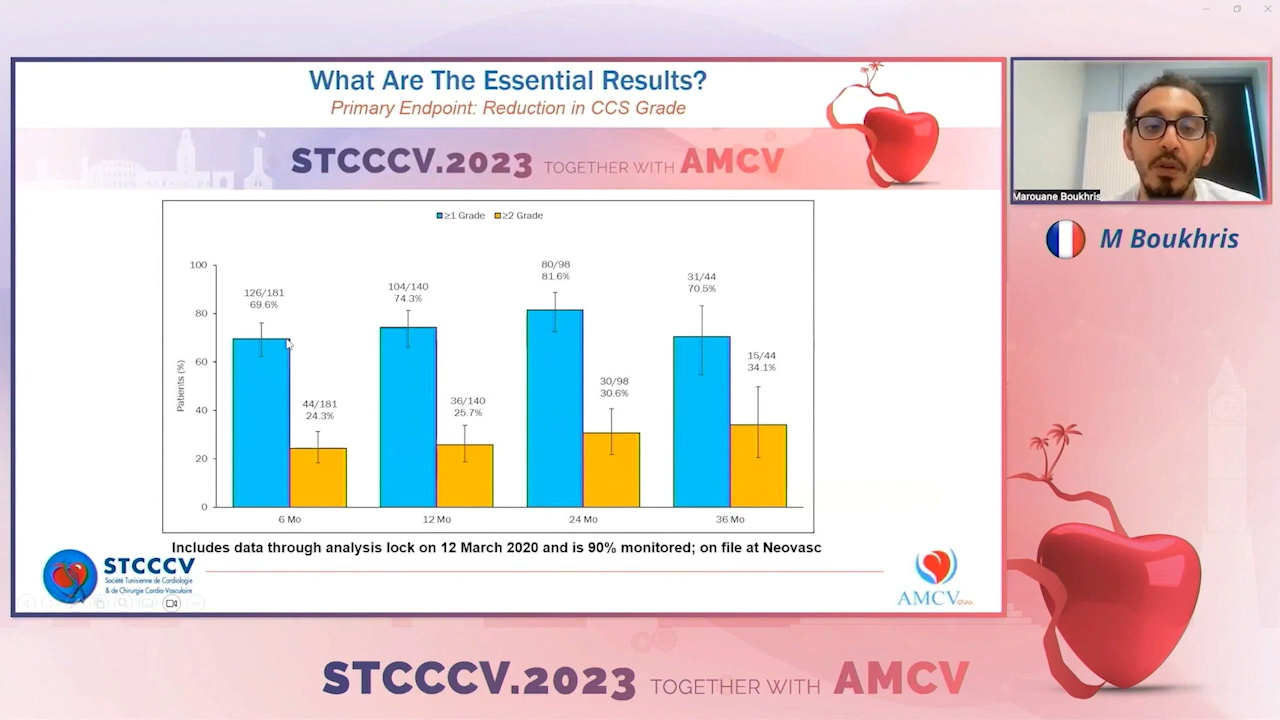 What Are The Essential Results?
Primary Endpoint: Reduction in CCS Grade
STCCCV.2023 TOGETHER WITH AMCV
≥1 Grade ≥2 Grade
Patients (%)
100
80
60
40
20
0
126/181
69.6%
44/181
24.3%
104/140
74.3%
36/140
25.7%
80/98
81.6%
30/98
30.6%
31/44
70.5%
15/44
34.1%
6 Mo
12 Mo
24 Mo
36 Mo
Includes data through analysis lock on 12 March 2020 and is 90% monitored; on file at Neovasc
STCCCV
Société Tunisienne de Cardiologie
& de Chirurgie Cardio-Vasculaire
AMCV
Marouane Boukhris
M Boukhris
STCCCV.2023 TOGETHER WITH AMCV